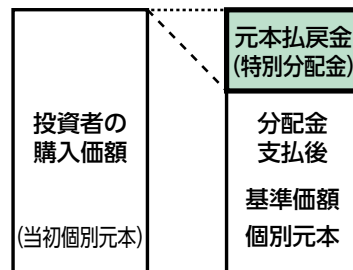 投資者の
購入価額
(当初個別元本)
元本払戻金
(特別分配金)
分配金
支払後
基準価額
個別元本